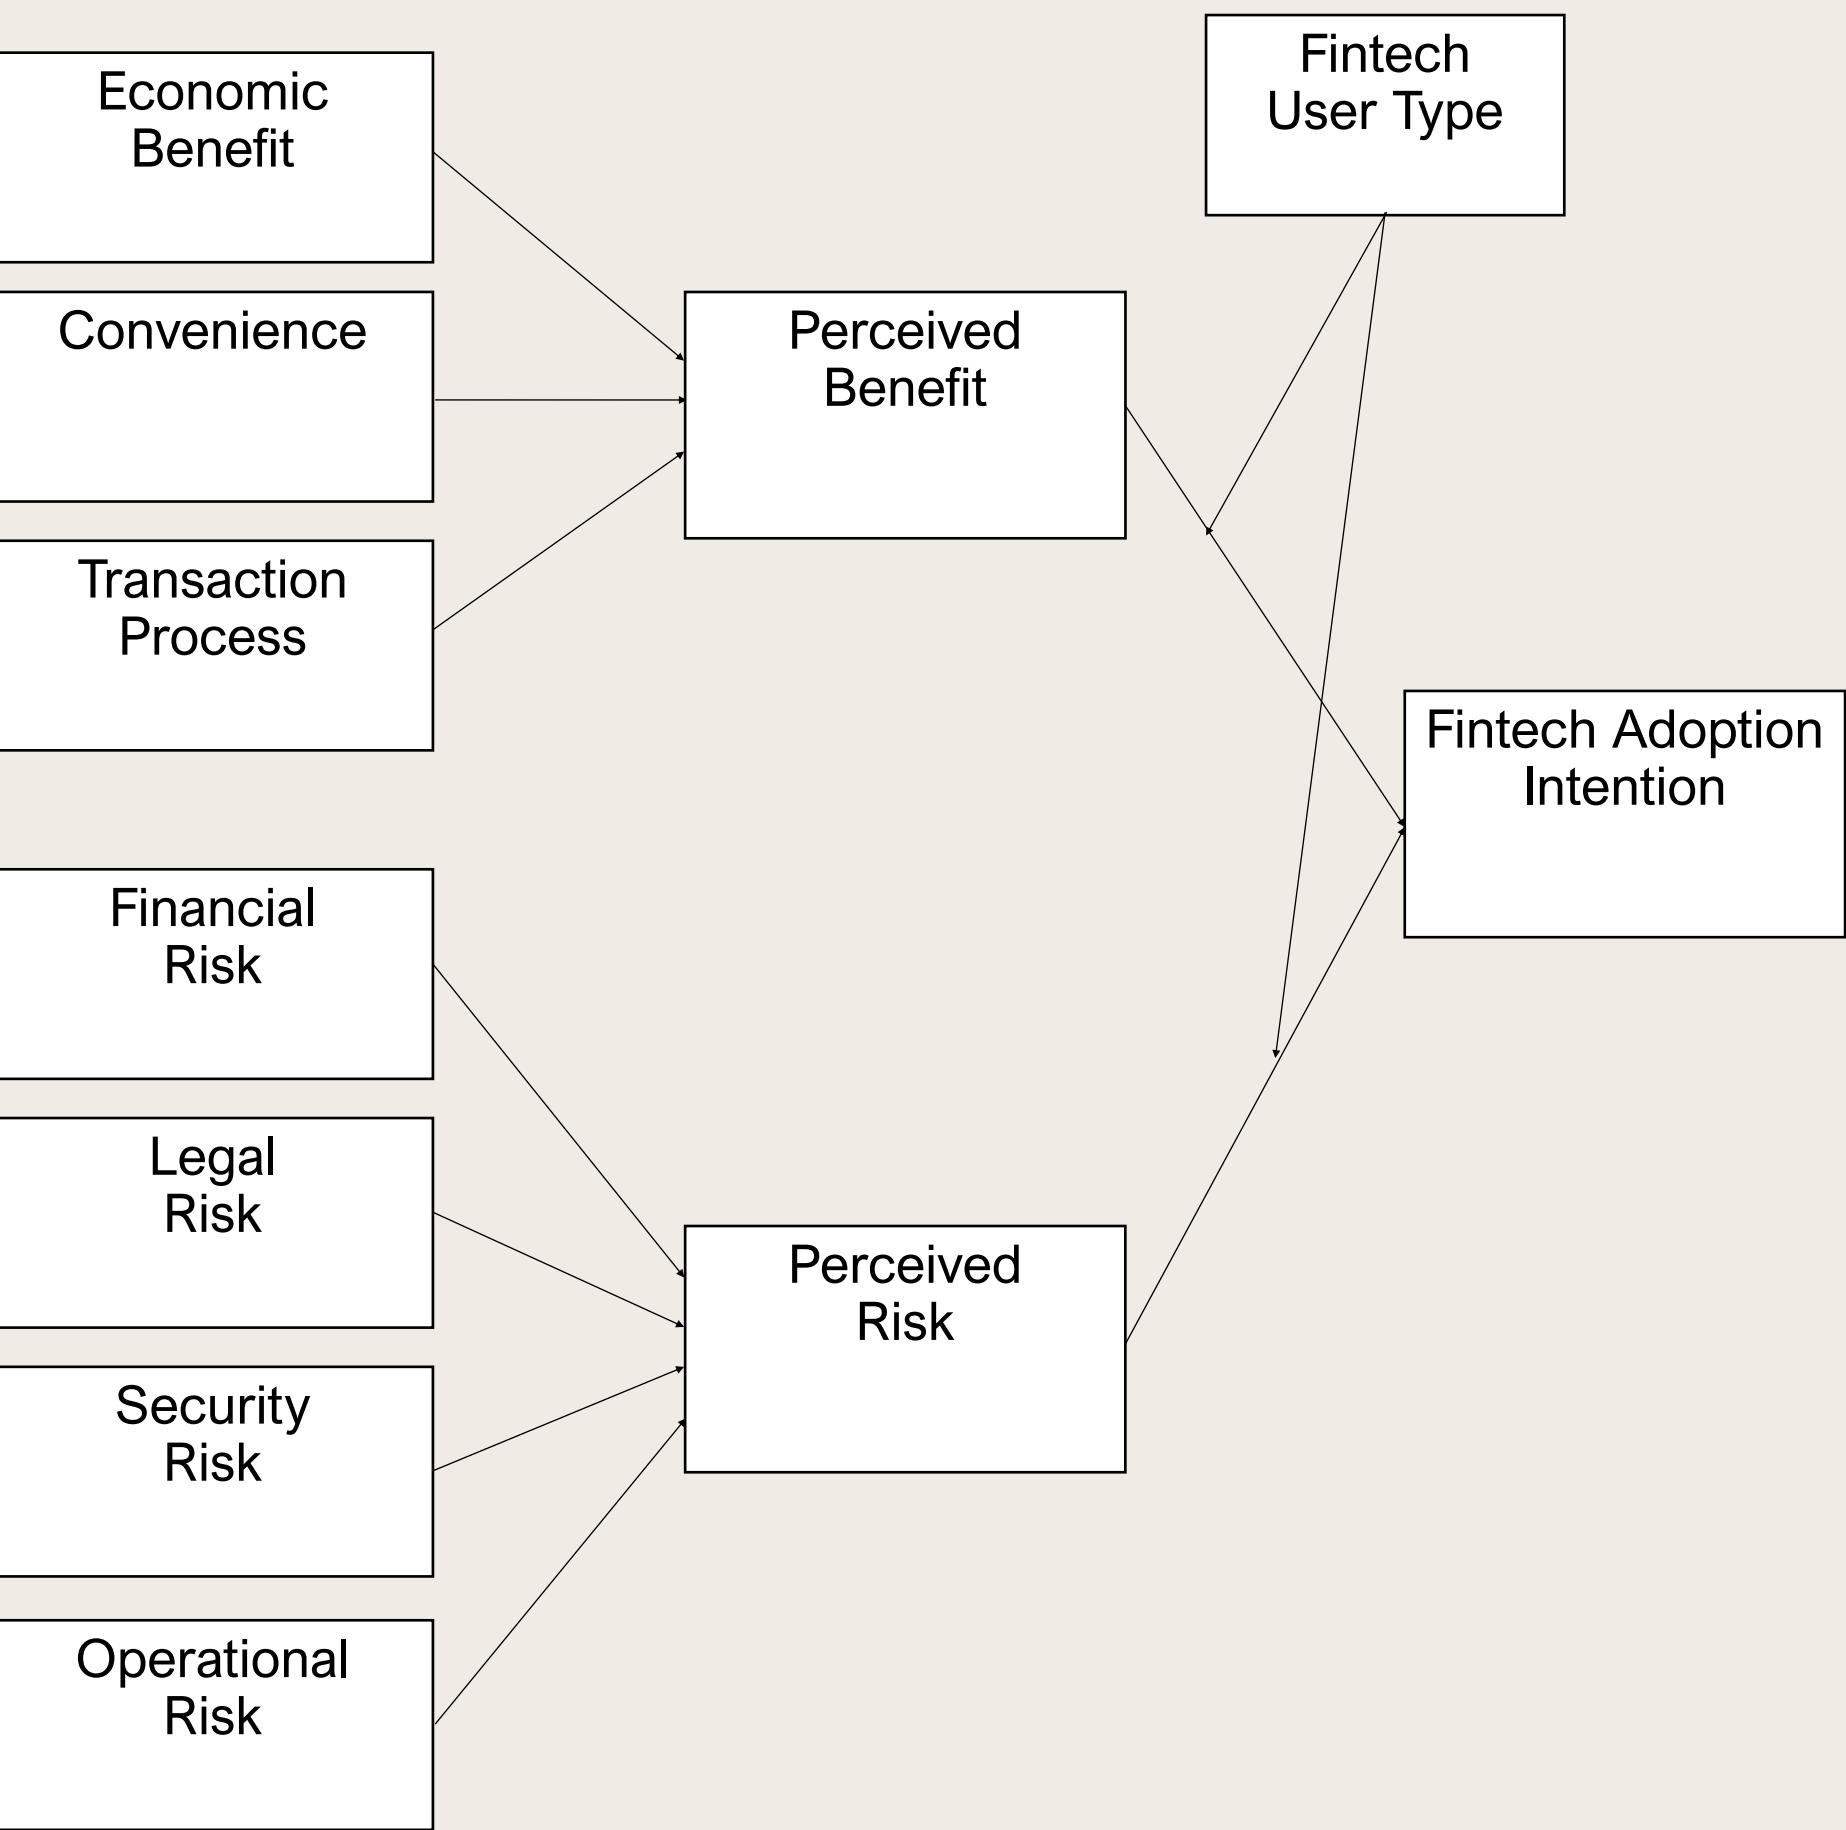 Fintech
User Type
Economic
Benefit
Convenience
Perceived
Benefit
Transaction
Process
Fintech Adoption
Intention
Financial
Risk
Legal
Risk
Perceived
Risk
Security
Risk
Operational
Risk